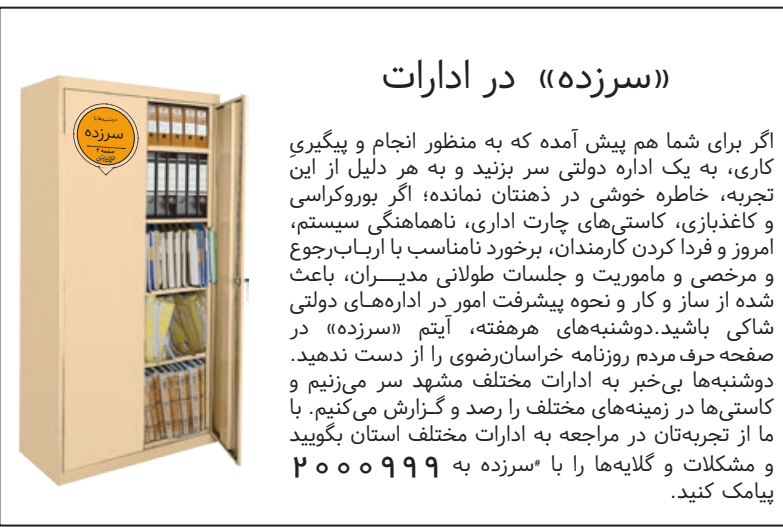 «سرزده» در ادارات
اگر برای شما هم پیش آمده که به منظور انجام و پیگیریِ
کاری، به یک اداره دولتی سر بزنید و به هر دلیل از این
تجربه، خاطره خوشی در ذهنتان نمانده؛ اگر بوروکراسی
و کاغذبازی، کاستی‌های چارت اداری، ناهماهنگی سیستم،
امروز و فردا کردن کارمندان، برخورد نامناسب با اربـاب‌رجوع
و مرخصی و ماموریت و جلسات طولانی مدیـــران، باعث
شده از ساز و کار و نحوه پیشرفت امور در اداره‌هـای دولتی
شاکی باشید.دوشنبه‌های هرهفته، آیتم «سرزده» در
صفحه حرف مردم روزنامه خراسان‌رضوی را از دست ندهید.
دوشنبه‌ها بی‌خبر به ادارات مختلف مشهد سر می‌زنیم و
کاستی‌ها در زمینه‌های مختلف را رصد و گـزارش می‌کنیم. با
ما از تجربه‌تان در مراجعه به ادارات مختلف استان بگویید
و مشکلات و گلایه‌ها را با #سرزده به ۲۰۰۰۹۹۹
پیامک کنید.
دوشنبه‌ها با
سرزده
صفحه ۲